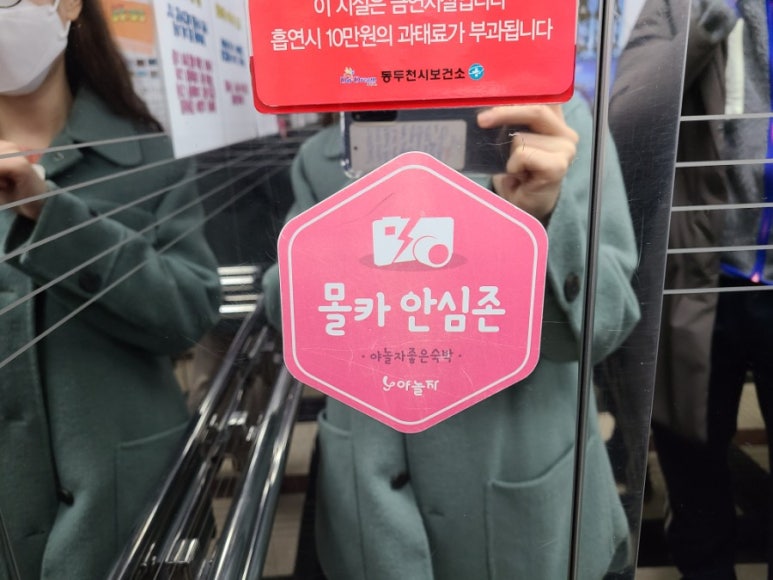 이 시설은 금연시설입니다
흡연시 10만원의 과태료가 부과됩니다
동두천시보건소
몰카 안심존
·야놀자좋은숙박·
야놀자